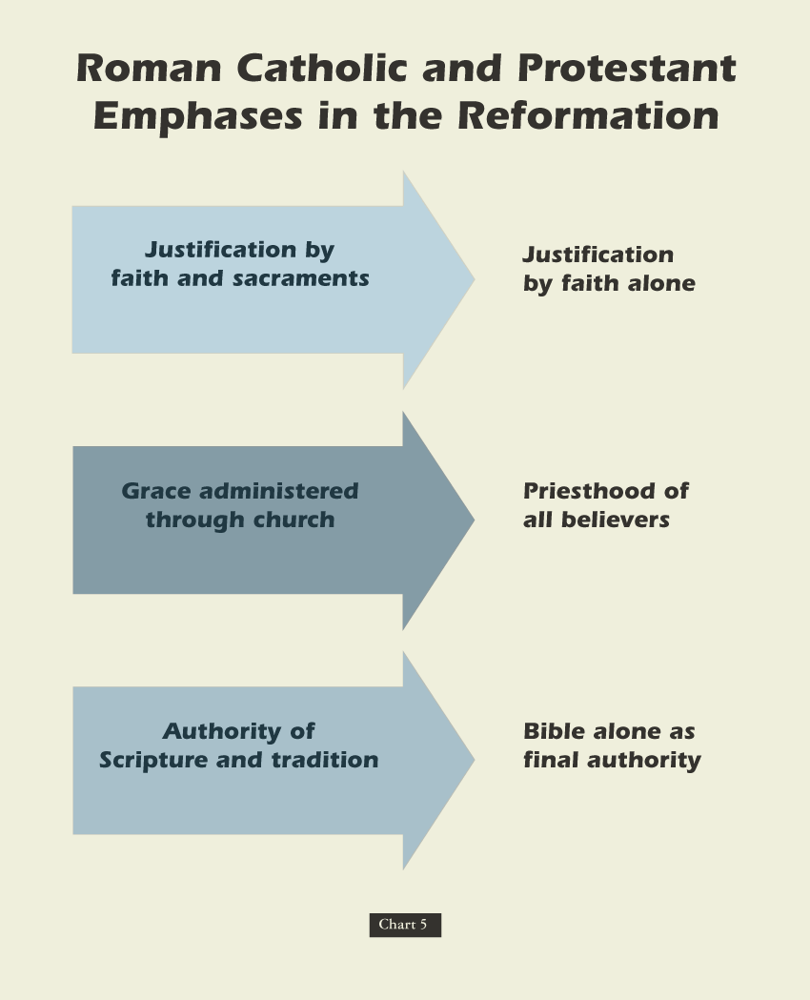 Roman Catholic and Protestant
Emphases in the Reformation
Justification by
faith and sacraments
Justification
by faith alone
Grace administered
through church
Priesthood of
all believers
Authority of
Scripture and tradition
Bible alone as
final authority
Chart 5